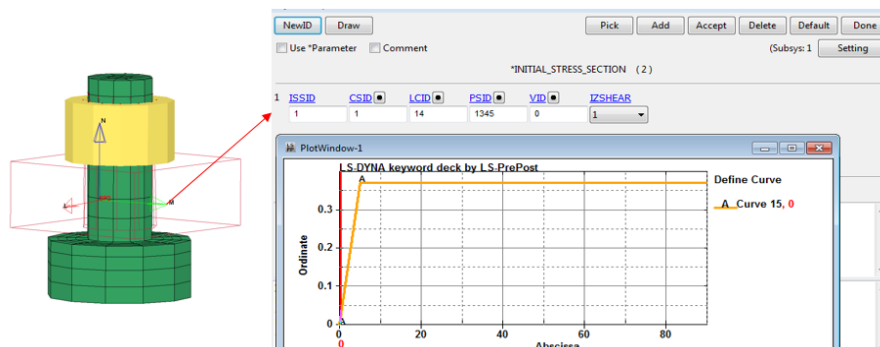 NewID Draw Pick Add Accept Delete Default Done
Use *Parameter Comment (Subsys: 1 Setting
*INITIAL_STRESS_SECTION (2)
1 ISSID CSID LCID PSID VID IZSHEAR
1 1 14 1345 0 1
PlotWindow-1
LS-DYNA keyword deck by LS-PrePost
A
Define Curve
A Curve 15, 0
0.3
0.2
0.1
0
Ordinate
A
0 20 40 60 80
0
Abscissa
N
M